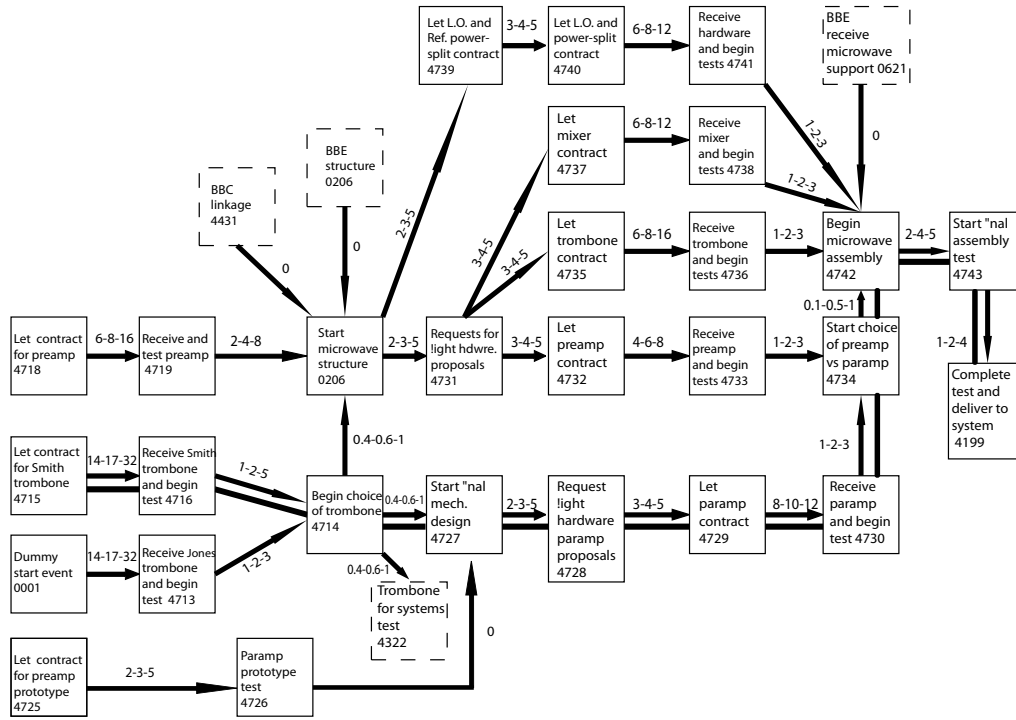 Let L.O. and
Ref. power-
split contract
4739
3-4-5
Let L.O. and
power-split
contract
4740
6-8-12
Receive
hardware
and begin
tests 4741
BBE
receive
microwave
support 0621
1-2-3
0
Let
mixer
contract
4737
6-8-12
Receive
mixer
and begin
tests 4738
1-2-3
BBE
structure
0206
BBC
linkage
4431
0
0
2-3-5
3-4-5
3-4-5
Let
trombone
contract
4735
6-8-16
Receive
trombone
and begin
tests 4736
1-2-3
Begin
microwave
assembly
4742
2-4-5
Start "nal
assembly
test
4743
0.1-0.5-1
Let contract
for preamp
4718
6-8-16
Receive and
test preamp
4719
2-4-8
Start
microwave
structure
0206
2-3-5
Requests for
!ight hdwre.
proposals
4731
3-4-5
Let preamp
contract
4732
4-6-8
Receive
preamp and
begin
tests 4733
1-2-3
Start choice
of preamp
vs paramp
4734
1-2-4
Complete
test and
deliver to
system
4199
0.4-0.6-1
1-2-3
Let contract
for Smith
trombone
4715
14-17-32
Receive Smith
trombone
and begin
test 4716
1-2-5
Begin choice
of trombone
4714
0.4-0.6-1
Start "nal
mech.
design
4727
2-3-5
Request
!ight
hardware
paramp
proposals
4728
3-4-5
Let
paramp
contract
4729
8-10-12
Receive
paramp
and begin
test 4730
Dummy
start event
0001
14-17-32
Receive Jones
trombone
and begin
test 4713
1-2-3
0.4-0.6-1
Trombone
for systems
test
4322
0
Let contract
for preamp
prototype
4725
2-3-5
Paramp
prototype
test
4726